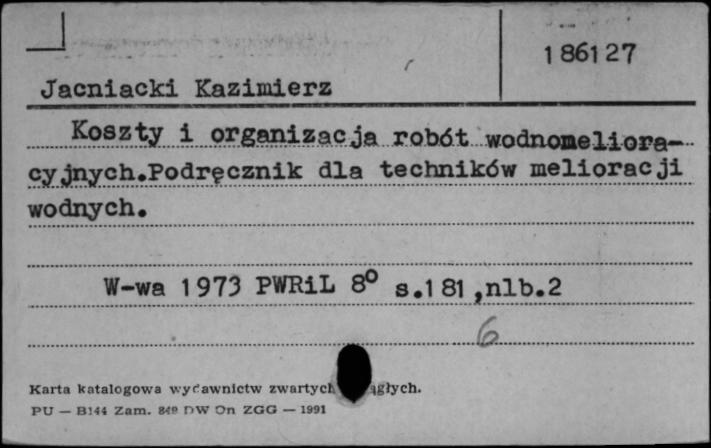 186127
Jacniacki Kazimierz
Koszty i organizacja robót wodnomeliora-
cyjnych.Podręcznik dla techników melioracji
wodnych.
W-wa 1973 PWRiL 8° s.181,nlb.2
6
Karta katalogowa wydawnictw zwartych ciągłych.
PU — B144 Zam. 849 DW On ZGG — 1991